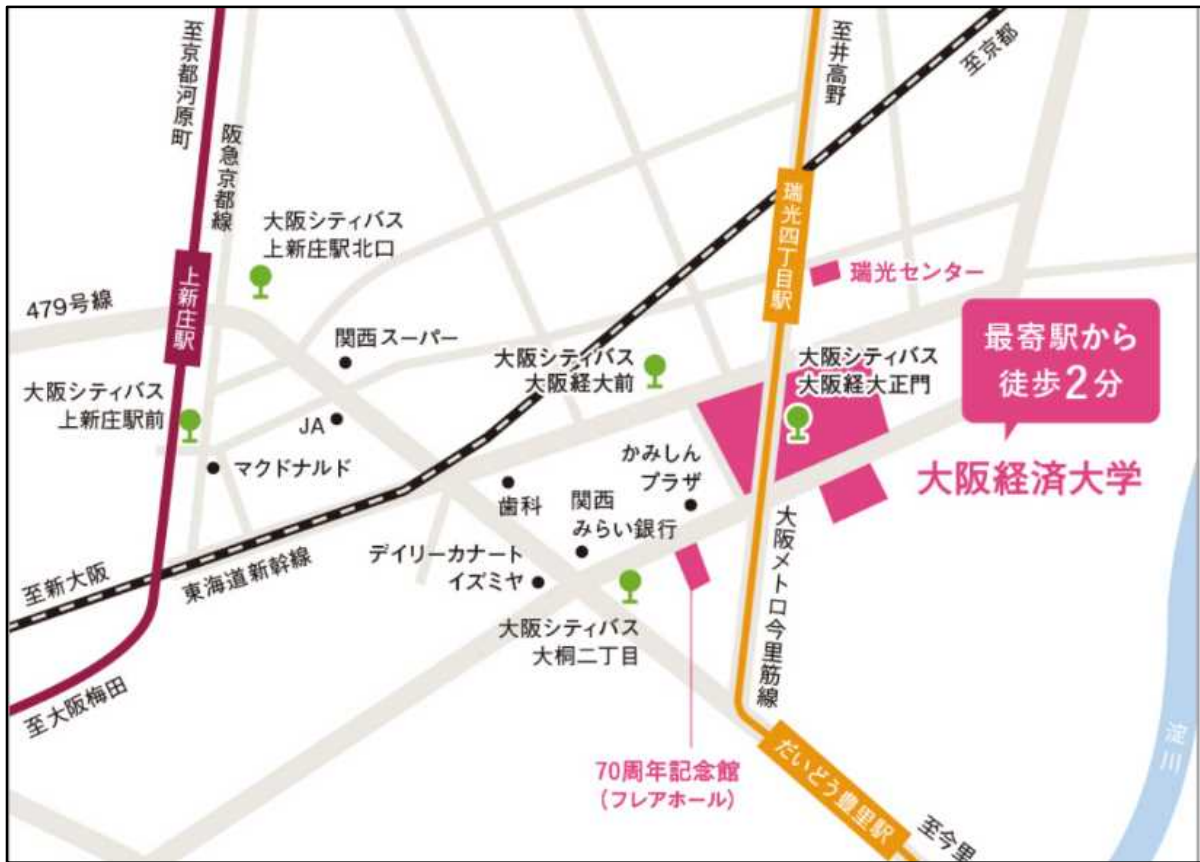 至京都河原町
阪急京都線
大阪シティバス
上新庄駅北口
上新庄駅
479号線
関西スーパー
大阪シティバス
上新庄駅前
JA
マクドナルド
至新大阪
東海道新幹線
至大阪梅田
至井高野
至京都
瑞光四丁目駅
瑞光センター
大阪シティバス
大阪経大前
大阪シティバス
大阪経大正門
最寄駅から
徒歩2分
大阪経済大学
かみしん
プラザ
歯科
関西
みらい銀行
デイリーカナート
イズミヤ
大阪シティバス
大桐二丁目
大阪メトロ今里筋線
70周年記念館
(フレアホール)
だいどう豊里駅
至今里
淀川